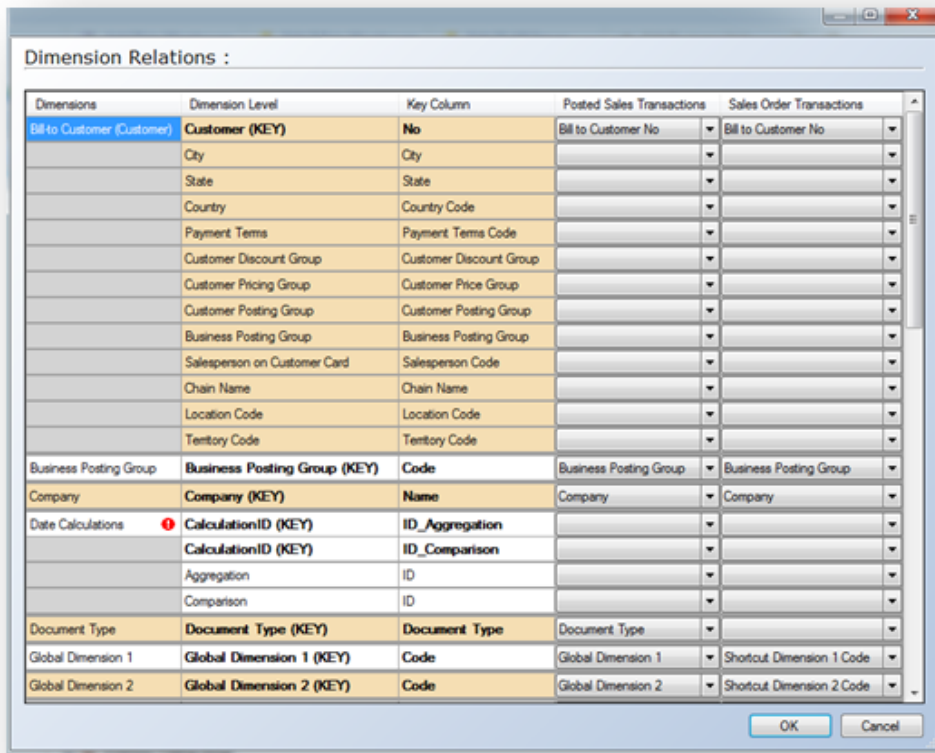 Dimension Relations :
Dimensions Dimension Level Key Column Posted Sales Transactions Sales Order Transactions
Bill-to Customer (Customer) Customer (KEY) No Bill to Customer No Bill to Customer No
City City
State State
Country Country Code
Payment Terms Payment Terms Code
Customer Discount Group Customer Discount Group
Customer Pricing Group Customer Price Group
Customer Posting Group Customer Posting Group
Business Posting Group Business Posting Group
Salesperson on Customer Card Salesperson Code
Chain Name Chain Name
Location Code Location Code
Territory Code Territory Code
Business Posting Group Business Posting Group (KEY) Code Business Posting Group Business Posting Group
Company Company (KEY) Name Company Company
Date Calculations CalculationID (KEY) ID_Aggregation
CalculationID (KEY) ID_Comparison
Aggregation ID
Comparison ID
Document Type Document Type (KEY) Document Type Document Type
Global Dimension 1 Global Dimension 1 (KEY) Code Global Dimension 1 Shortcut Dimension 1 Code
Global Dimension 2 Global Dimension 2 (KEY) Code Global Dimension 2 Shortcut Dimension 2 Code
OK Cancel